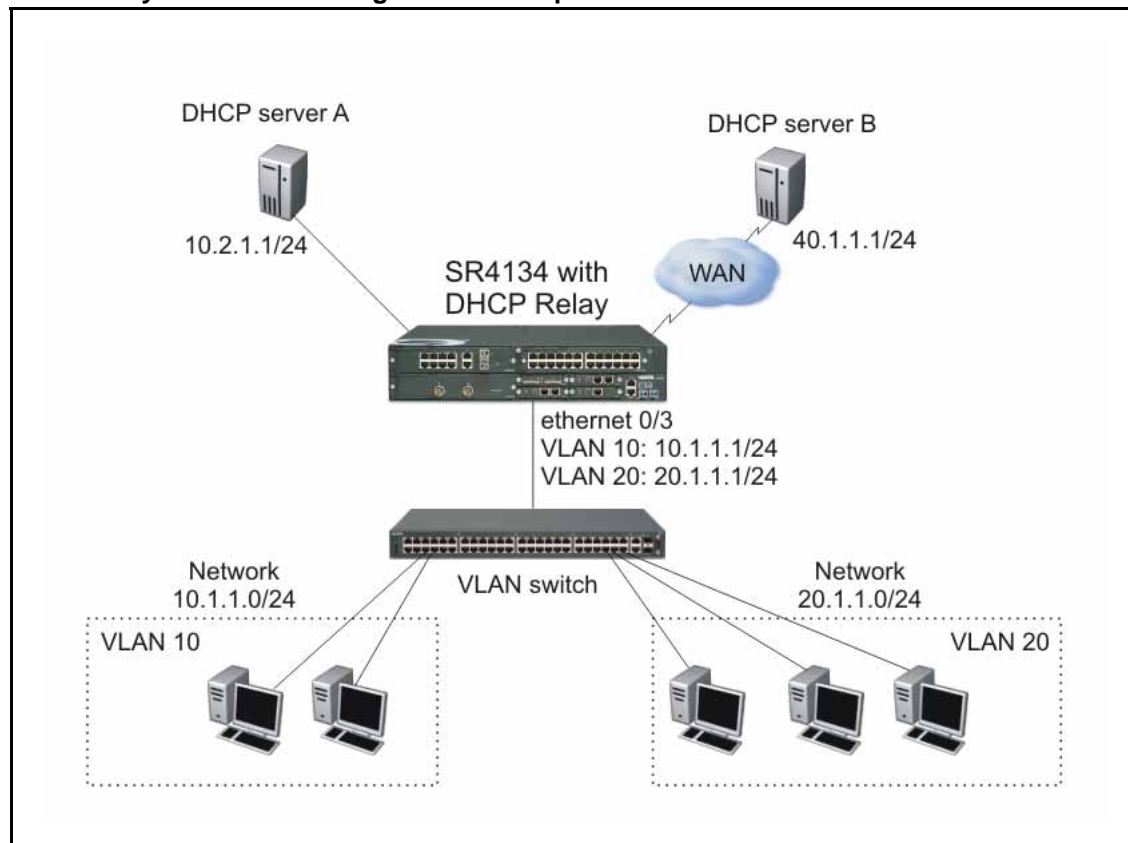 DHCP server A
DHCP server B
10.2.1.1/24
40.1.1.1/24
SR4134 with
DHCP Relay
WAN
ethernet 0/3
VLAN 10: 10.1.1.1/24
VLAN 20: 20.1.1.1/24
Network
10.1.1.0/24
VLAN switch
Network
20.1.1.0/24
VLAN 10
VLAN 20